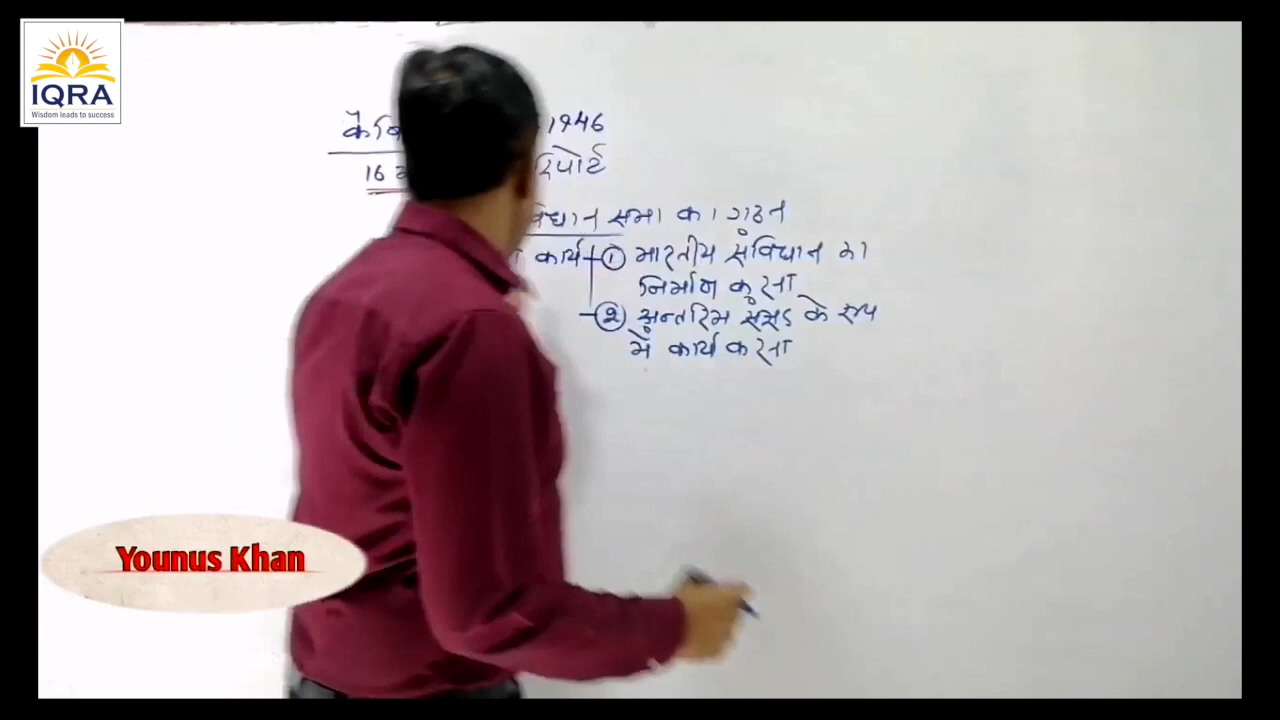 IQRA
Wisdom leads to success
1946
16
रिपोर्ट
सभा का गठन
कार्य ① भारतीय संविधान का
निर्माण करना
② अन्तरिम संसद के रूप
में कार्य करना
Younus Khan